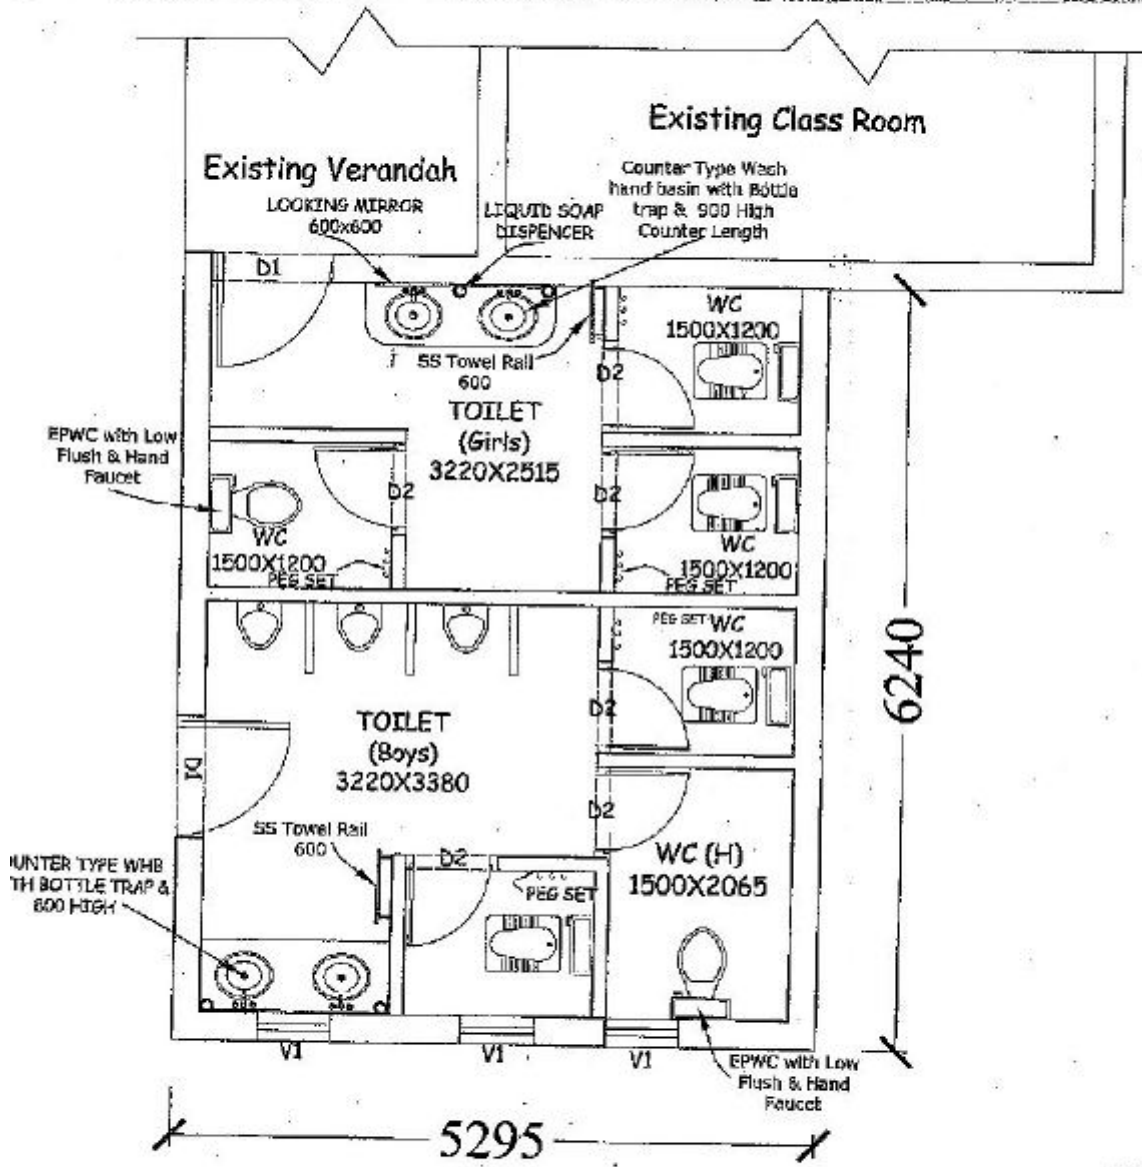 Existing Class Room
Existing Verandah
Counter Type Wash
hand basin with Bottle
trap & 900 High
Counter Length
LOOKING MIRROR
600x600
LIQUID SOAP
DISPENCER
D1
WC
1500X1200
SS Towel Rail
600
D2
TOILET
(Girls)
3220X2515
EPWC with Low
Flush & Hand
Faucet
D2
D2
WC
1500X1200
PEG SET
WC
1500X1200
PEG SET
PEG SET
WC
1500X1200
6240
TOILET
(Boys)
3220X3380
D2
D1
D2
SS Towel Rail
600
D2
WC (H)
1500X2065
UNTER TYPE WHB
TH BOTTLE TRAP &
600 HIGH
PEG SET
V1
V1
V1
EPWC with Low
Flush & Hand
Faucet
5295